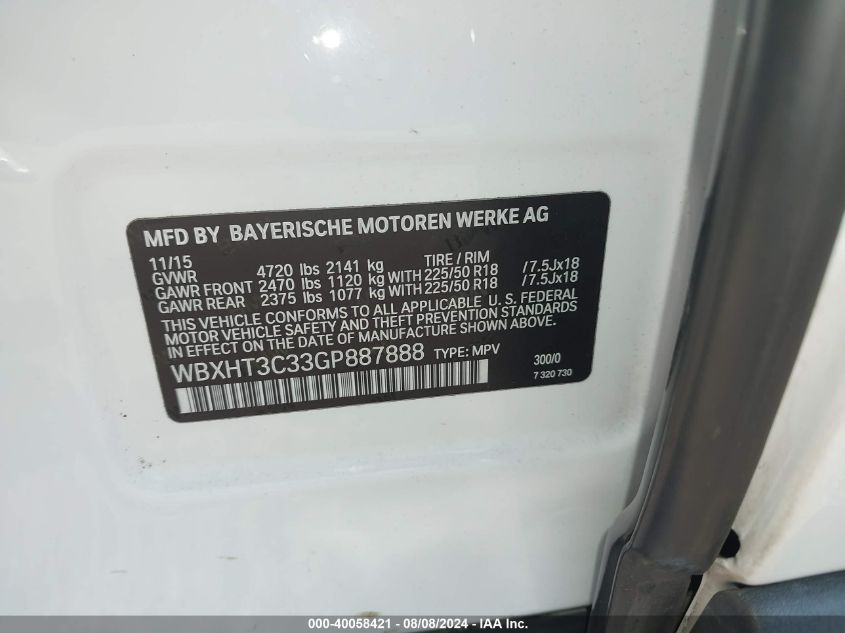 MFD BY BAYERISCHE MOTOREN WERKE AG
11/15 TIRE / RIM
GVWR 4720 lbs 2141 kg
GAWR FRONT 2470 lbs 1120 kg WITH 225/50 R18 / 7.5Jx18
GAWR REAR 2375 lbs 1077 kg WITH 225/50 R18 / 7.5Jx18
THIS VEHICLE CONFORMS TO ALL APPLICABLE U. S. FEDERAL
MOTOR VEHICLE SAFETY AND THEFT PREVENTION STANDARDS
IN EFFECT ON THE DATE OF MANUFACTURE SHOWN ABOVE.
WBXHT3C33GP887888 TYPE: MPV 300/0
7 320 730
000-40058421 - 08/08/2024 - COPYRIGHT © IAA, LLC.